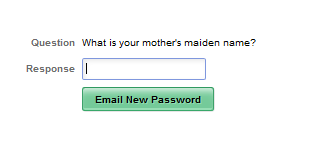 Question What is your mother's maiden name?
Response
Email New Password